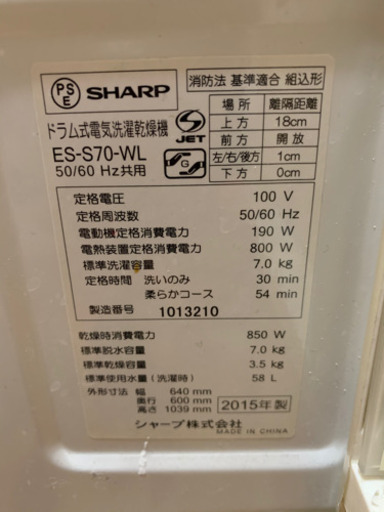 PS
E
SHARP
ドラム式電気洗濯乾燥機
ES-S70-WL
50/60 Hz共用
JET
G
消防法 基準適合 組込形
場所 離隔距離
上方 18cm
前方 開放
左/右/後方 1cm
下方 0cm
定格電圧 100 V
定格周波数 50/60 Hz
電動機定格消費電力 190 W
電熱装置定格消費電力 800 W
標準洗濯容量 7.0 kg
定格時間 洗いのみ 30 min
柔らかコース 54 min
製造番号 1013210
乾燥時消費電力 850 W
標準脱水容量 7.0 kg
標準乾燥容量 3.5 kg
標準使用水量(洗濯時) 58 L
外形寸法 幅 640 mm
奥行 600 mm
高さ 1039 mm
2015年製
シャープ株式会社
MADE IN CHINA